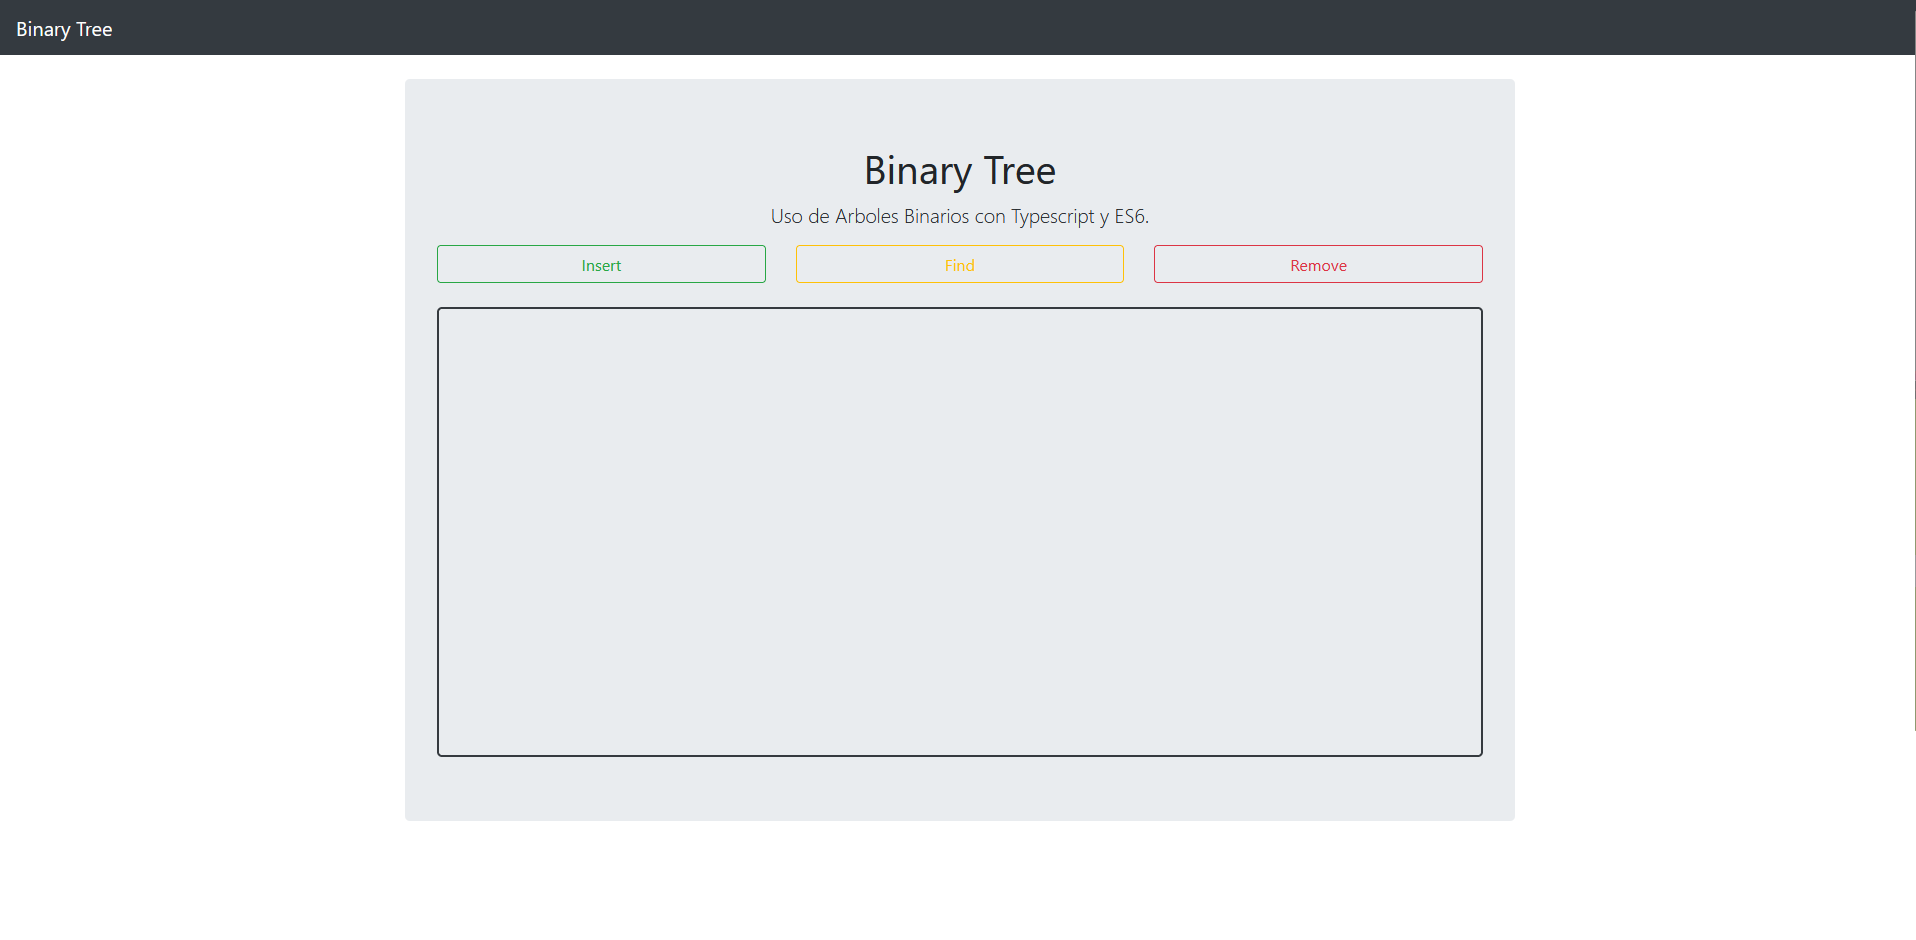 Binary Tree
Binary Tree
Uso de Arboles Binarios con Typescript y ES6.
Insert
Find
Remove